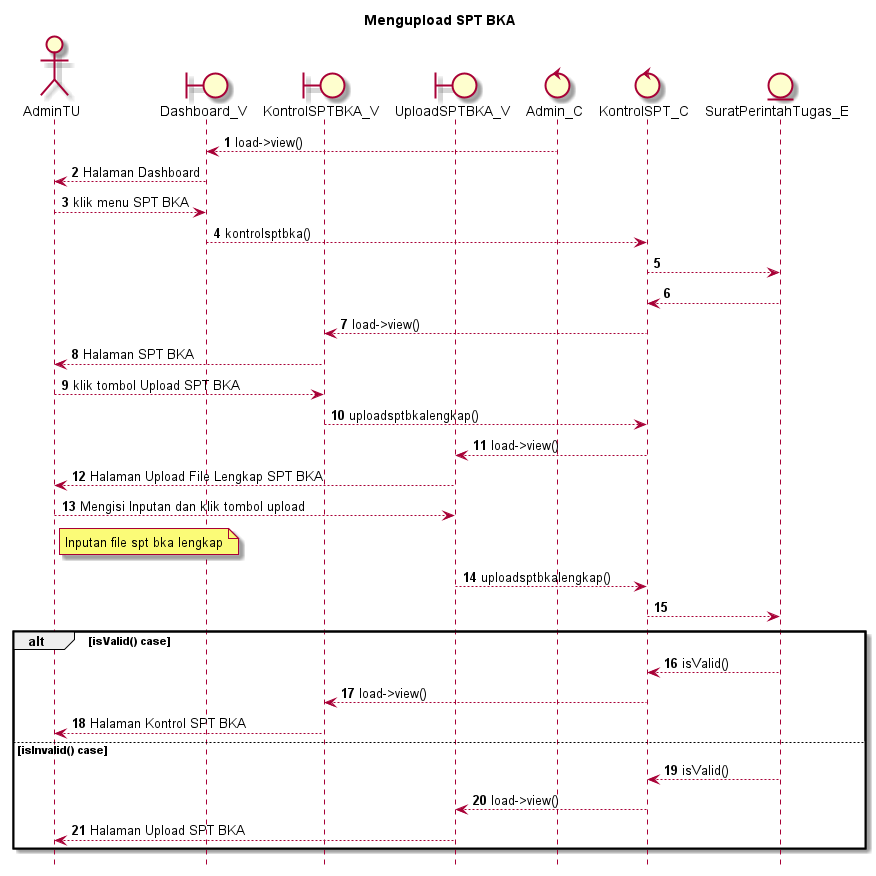 Mengupload SPT BKA
AdminTU
Dashboard_V
KontrolSPTBKA_V
UploadSPTBKA_V
Admin_C
KontrolSPT_C
SuratPerintahTugas_E
1 load->view()
2 Halaman Dashboard
3 klik menu SPT BKA
4 kontrolsptbka()
5
6
7 load->view()
8 Halaman SPT BKA
9 klik tombol Upload SPT BKA
10 uploadsptbkalengkap()
11 load->view()
12 Halaman Upload File Lengkap SPT BKA
13 Mengisi Inputan dan klik tombol upload
Inputan file spt bka lengkap
14 uploadsptbkalengkap()
15
alt [isValid() case]
16 isValid()
17 load->view()
18 Halaman Kontrol SPT BKA
[isInvalid() case]
19 isValid()
20 load->view()
21 Halaman Upload SPT BKA